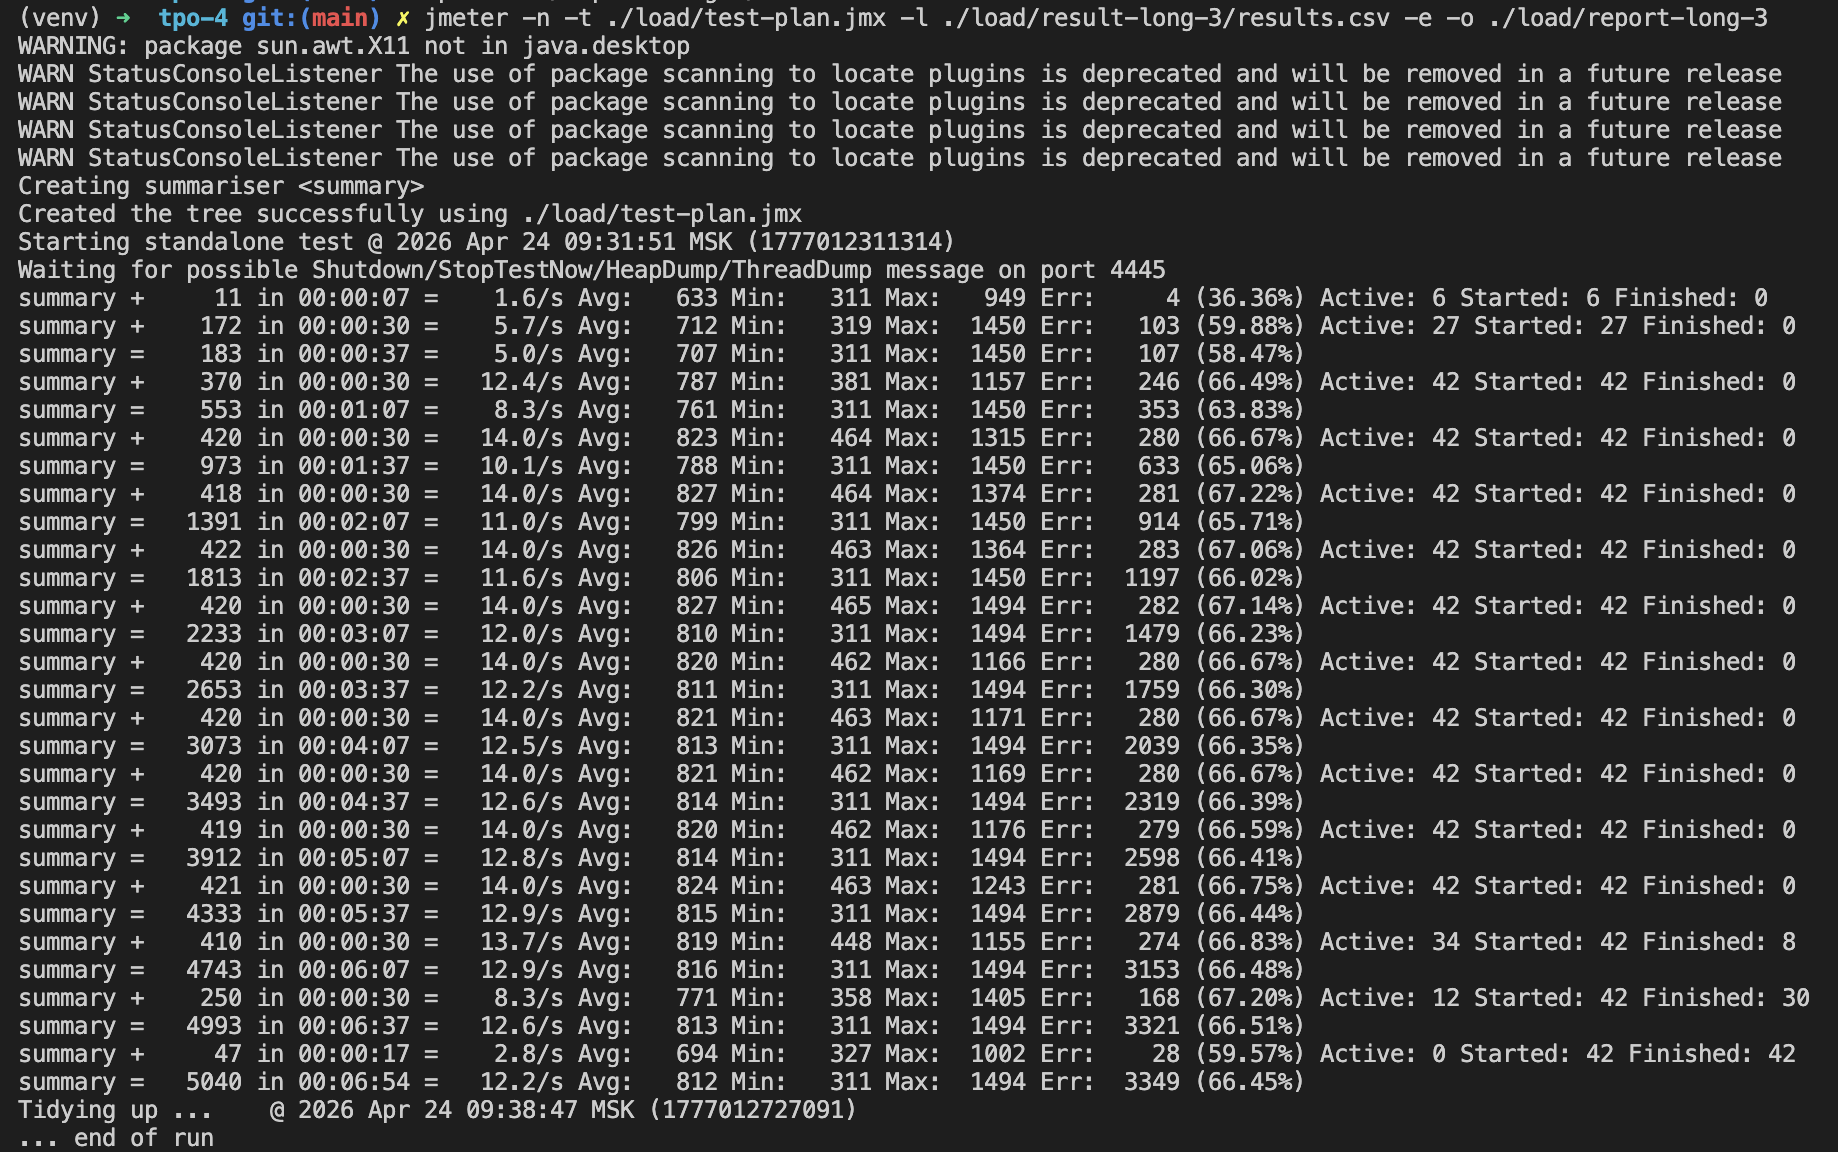 (venv) ➜  tpo-4 git:(main) ✗ jmeter -n -t ./load/test-plan.jmx -l ./load/result-long-3/results.csv -e -o ./load/report-long-3
WARNING: package sun.awt.X11 not in java.desktop
WARN StatusConsoleListener The use of package scanning to locate plugins is deprecated and will be removed in a future release
WARN StatusConsoleListener The use of package scanning to locate plugins is deprecated and will be removed in a future release
WARN StatusConsoleListener The use of package scanning to locate plugins is deprecated and will be removed in a future release
WARN StatusConsoleListener The use of package scanning to locate plugins is deprecated and will be removed in a future release
Creating summariser <summary>
Created the tree successfully using ./load/test-plan.jmx
Starting standalone test @ 2026 Apr 24 09:31:51 MSK (1777012311314)
Waiting for possible Shutdown/StopTestNow/HeapDump/ThreadDump message on port 4445
summary +     11 in 00:00:07 =    1.6/s Avg:   633 Min:   311 Max:   949 Err:     4 (36.36%) Active: 6 Started: 6 Finished: 0
summary +    172 in 00:00:30 =    5.7/s Avg:   712 Min:   319 Max:  1450 Err:   103 (59.88%) Active: 27 Started: 27 Finished: 0
summary =    183 in 00:00:37 =    5.0/s Avg:   707 Min:   311 Max:  1450 Err:   107 (58.47%)
summary +    370 in 00:00:30 =   12.4/s Avg:   787 Min:   381 Max:  1157 Err:   246 (66.49%) Active: 42 Started: 42 Finished: 0
summary =    553 in 00:01:07 =    8.3/s Avg:   761 Min:   311 Max:  1450 Err:   353 (63.83%)
summary +    420 in 00:00:30 =   14.0/s Avg:   823 Min:   464 Max:  1315 Err:   280 (66.67%) Active: 42 Started: 42 Finished: 0
summary =    973 in 00:01:37 =   10.1/s Avg:   788 Min:   311 Max:  1450 Err:   633 (65.06%)
summary +    418 in 00:00:30 =   14.0/s Avg:   827 Min:   464 Max:  1374 Err:   281 (67.22%) Active: 42 Started: 42 Finished: 0
summary =   1391 in 00:02:07 =   11.0/s Avg:   799 Min:   311 Max:  1450 Err:   914 (65.71%)
summary +    422 in 00:00:30 =   14.0/s Avg:   826 Min:   463 Max:  1364 Err:   283 (67.06%) Active: 42 Started: 42 Finished: 0
summary =   1813 in 00:02:37 =   11.6/s Avg:   806 Min:   311 Max:  1450 Err:  1197 (66.02%)
summary +    420 in 00:00:30 =   14.0/s Avg:   827 Min:   465 Max:  1494 Err:   282 (67.14%) Active: 42 Started: 42 Finished: 0
summary =   2233 in 00:03:07 =   12.0/s Avg:   810 Min:   311 Max:  1494 Err:  1479 (66.23%)
summary +    420 in 00:00:30 =   14.0/s Avg:   820 Min:   462 Max:  1166 Err:   280 (66.67%) Active: 42 Started: 42 Finished: 0
summary =   2653 in 00:03:37 =   12.2/s Avg:   811 Min:   311 Max:  1494 Err:  1759 (66.30%)
summary +    420 in 00:00:30 =   14.0/s Avg:   821 Min:   463 Max:  1171 Err:   280 (66.67%) Active: 42 Started: 42 Finished: 0
summary =   3073 in 00:04:07 =   12.5/s Avg:   813 Min:   311 Max:  1494 Err:  2039 (66.35%)
summary +    420 in 00:00:30 =   14.0/s Avg:   821 Min:   462 Max:  1169 Err:   280 (66.67%) Active: 42 Started: 42 Finished: 0
summary =   3493 in 00:04:37 =   12.6/s Avg:   814 Min:   311 Max:  1494 Err:  2319 (66.39%)
summary +    419 in 00:00:30 =   14.0/s Avg:   820 Min:   462 Max:  1176 Err:   279 (66.59%) Active: 42 Started: 42 Finished: 0
summary =   3912 in 00:05:07 =   12.8/s Avg:   814 Min:   311 Max:  1494 Err:  2598 (66.41%)
summary +    421 in 00:00:30 =   14.0/s Avg:   824 Min:   463 Max:  1243 Err:   281 (66.75%) Active: 42 Started: 42 Finished: 0
summary =   4333 in 00:05:37 =   12.9/s Avg:   815 Min:   311 Max:  1494 Err:  2879 (66.44%)
summary +    410 in 00:00:30 =   13.7/s Avg:   819 Min:   448 Max:  1155 Err:   274 (66.83%) Active: 34 Started: 42 Finished: 8
summary =   4743 in 00:06:07 =   12.9/s Avg:   816 Min:   311 Max:  1494 Err:  3153 (66.48%)
summary +    250 in 00:00:30 =    8.3/s Avg:   771 Min:   358 Max:  1405 Err:   168 (67.20%) Active: 12 Started: 42 Finished: 30
summary =   4993 in 00:06:37 =   12.6/s Avg:   813 Min:   311 Max:  1494 Err:  3321 (66.51%)
summary +     47 in 00:00:17 =    2.8/s Avg:   694 Min:   327 Max:  1002 Err:    28 (59.57%) Active: 0 Started: 42 Finished: 42
summary =   5040 in 00:06:54 =   12.2/s Avg:   812 Min:   311 Max:  1494 Err:  3349 (66.45%)
Tidying up ...    @ 2026 Apr 24 09:38:47 MSK (1777012727091)
... end of run